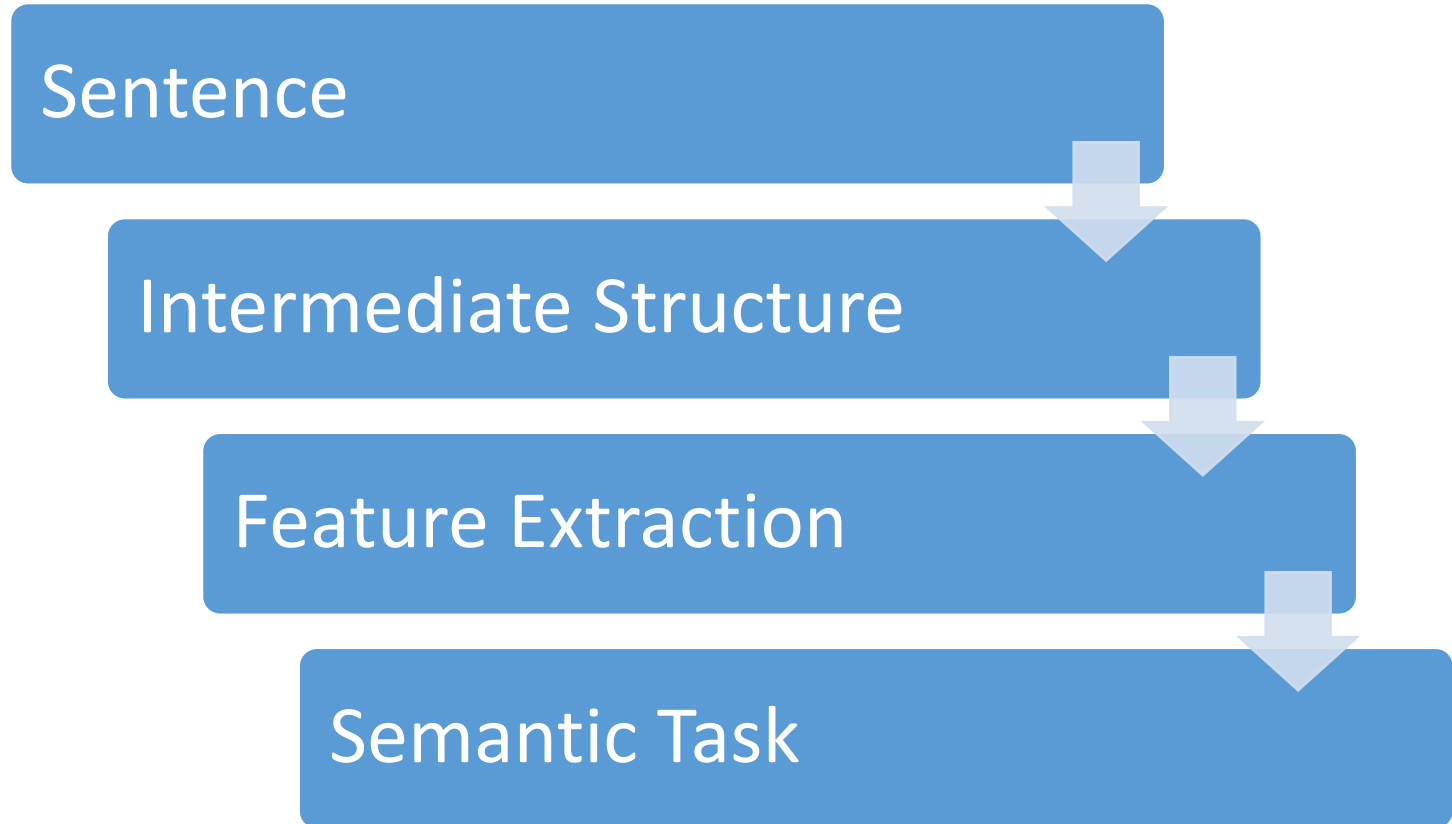 Sentence
Intermediate Structure
Feature Extraction
Semantic Task